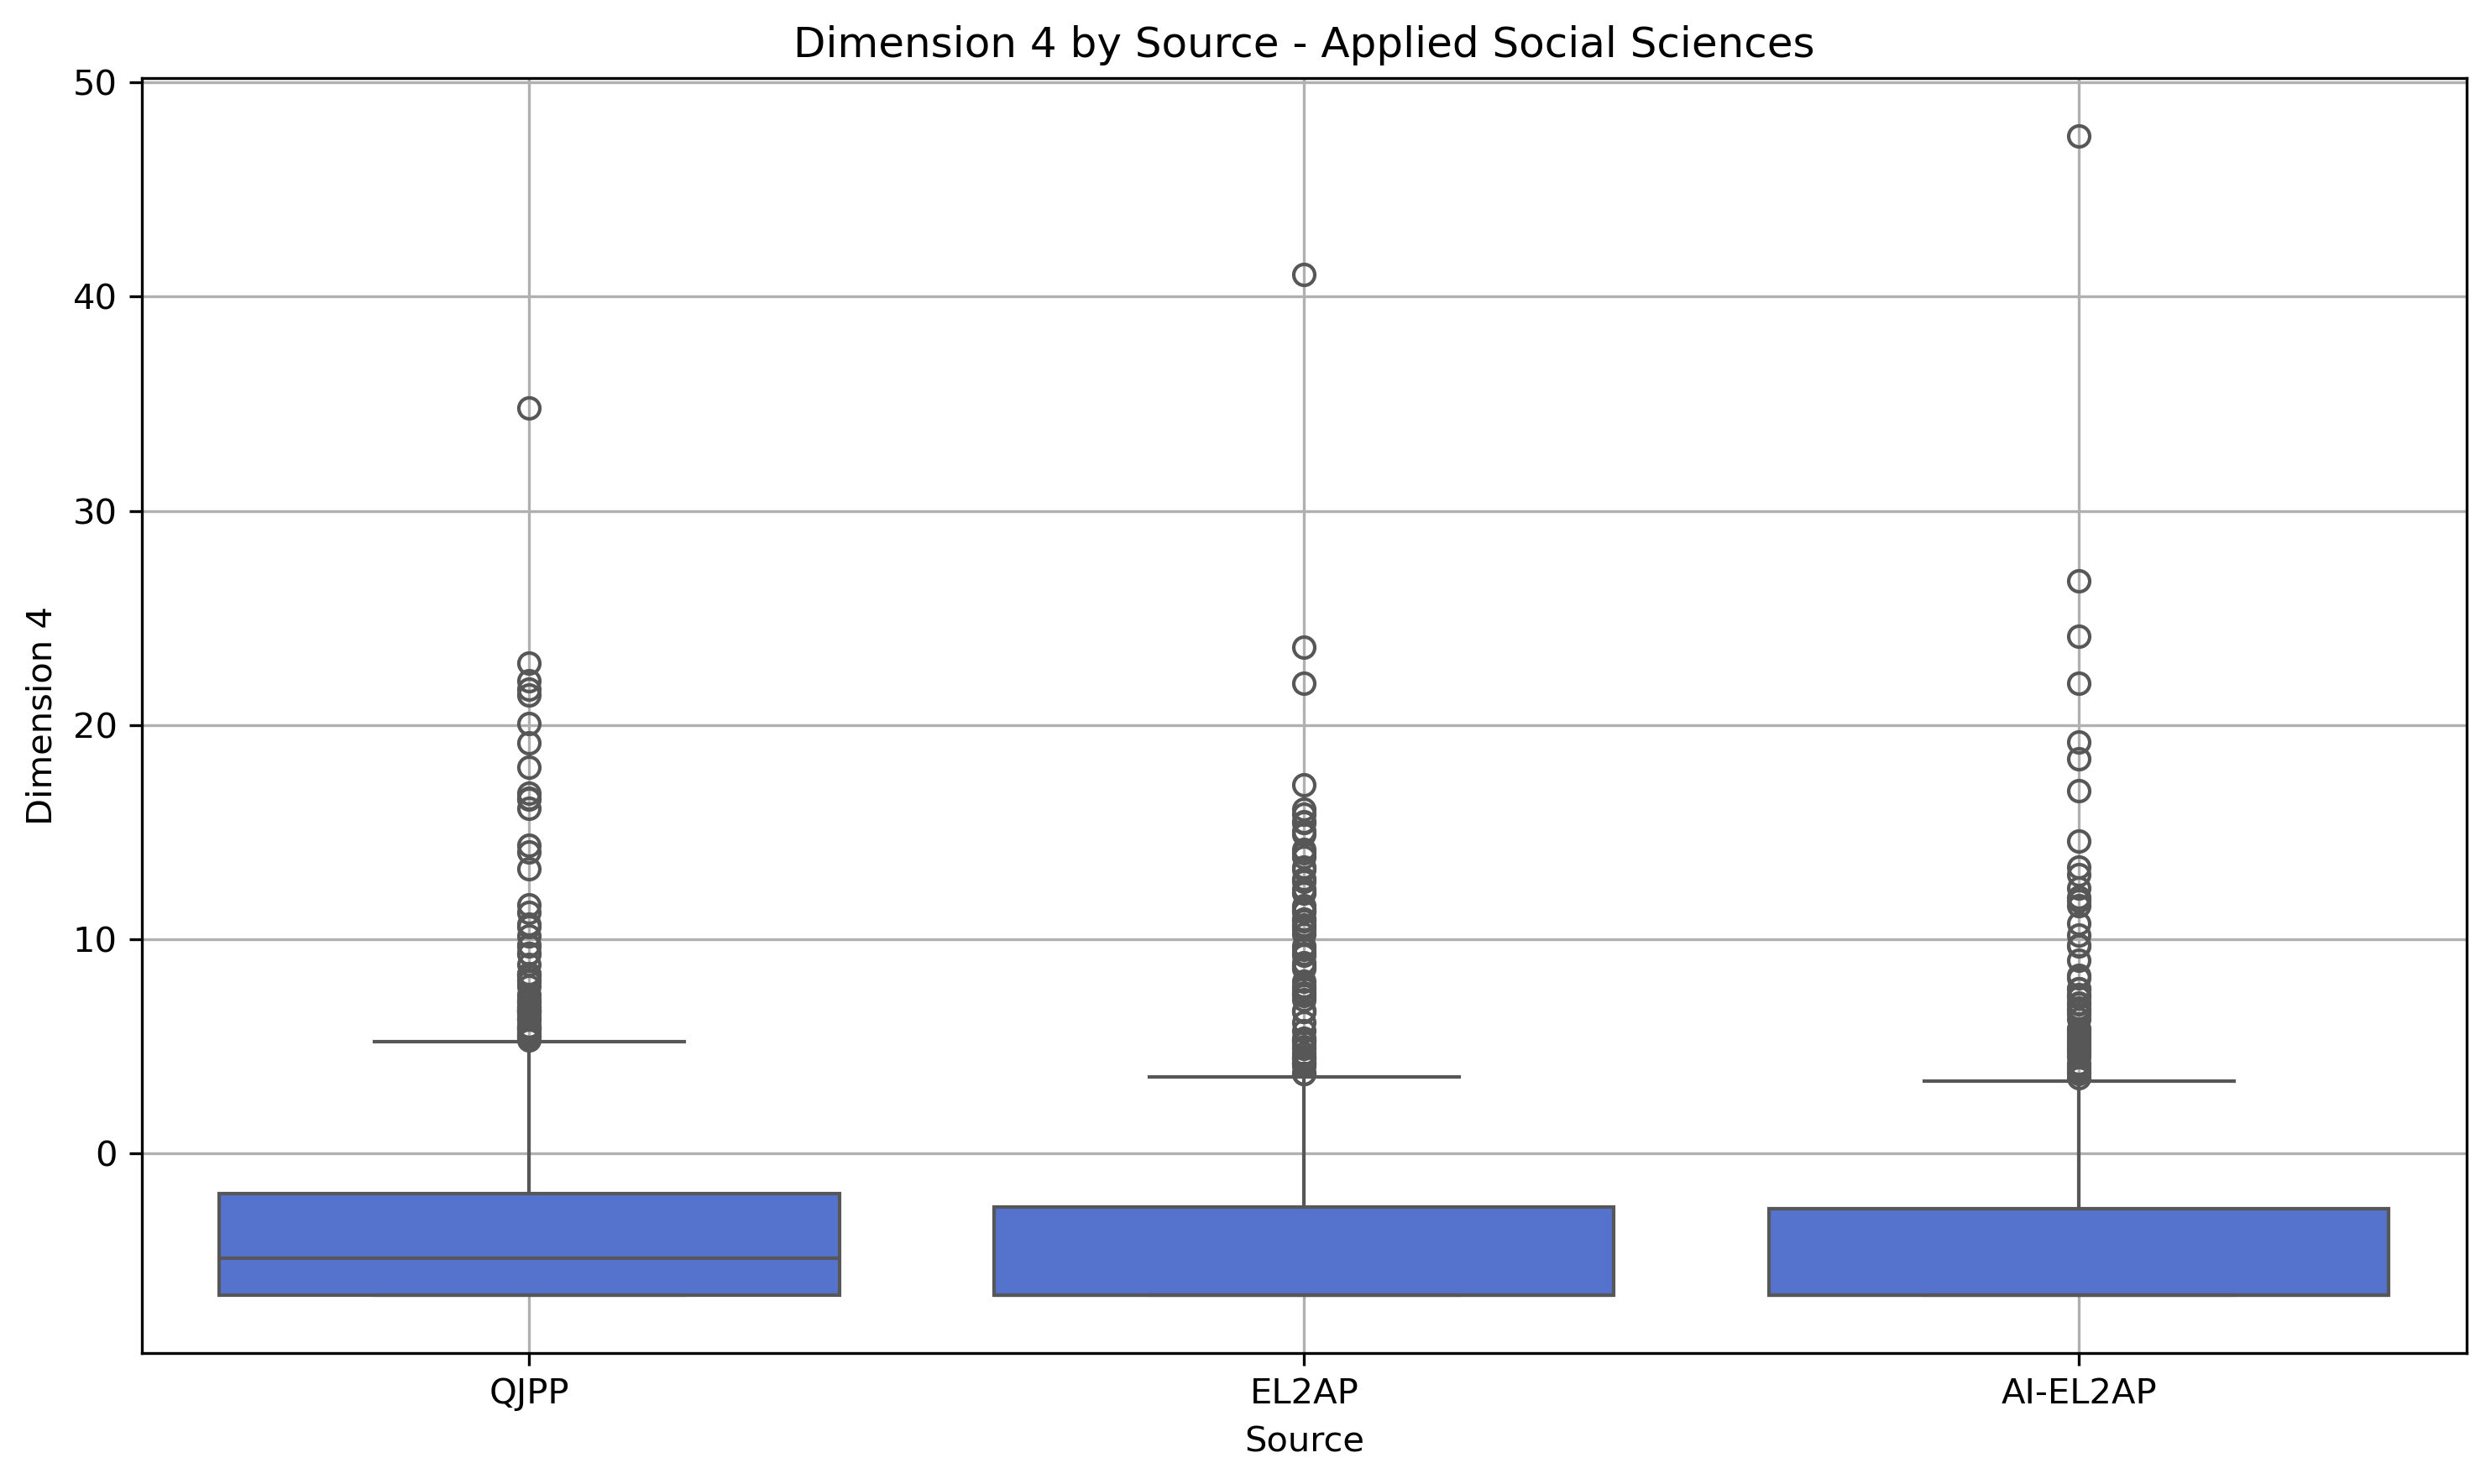 Dimension 4 by Source - Applied Social Sciences
50
40
30
20
10
0
Dimension 4
QJPP
EL2AP
AI-EL2AP
Source